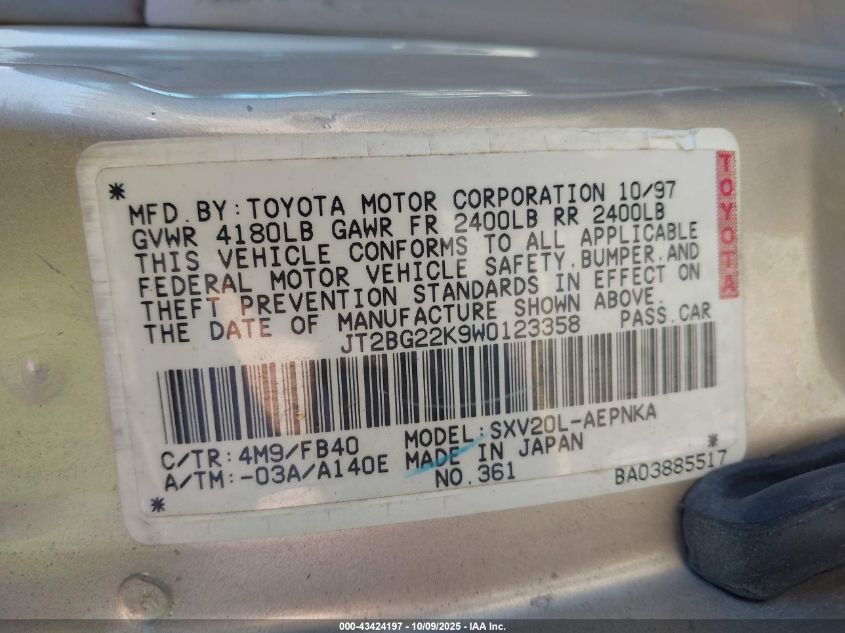 *
MFD. BY: TOYOTA MOTOR CORPORATION 10/97
GVWR 4180LB GAWR FR 2400LB RR 2400LB
THIS VEHICLE CONFORMS TO ALL APPLICABLE
FEDERAL MOTOR VEHICLE SAFETY, BUMPER, AND
THEFT PREVENTION STANDARDS IN EFFECT ON
THE DATE OF MANUFACTURE SHOWN ABOVE.
JT2BG22K9W0123358 PASS. CAR
C/TR: 4M9/FB40 MODEL: SXV20L-AEPNKA
A/TM: -03A/A140E MADE IN JAPAN *
* NO. 361 BA03885517
TOYOTA
000-43424197 - 10/09/2025 - IAA Inc.